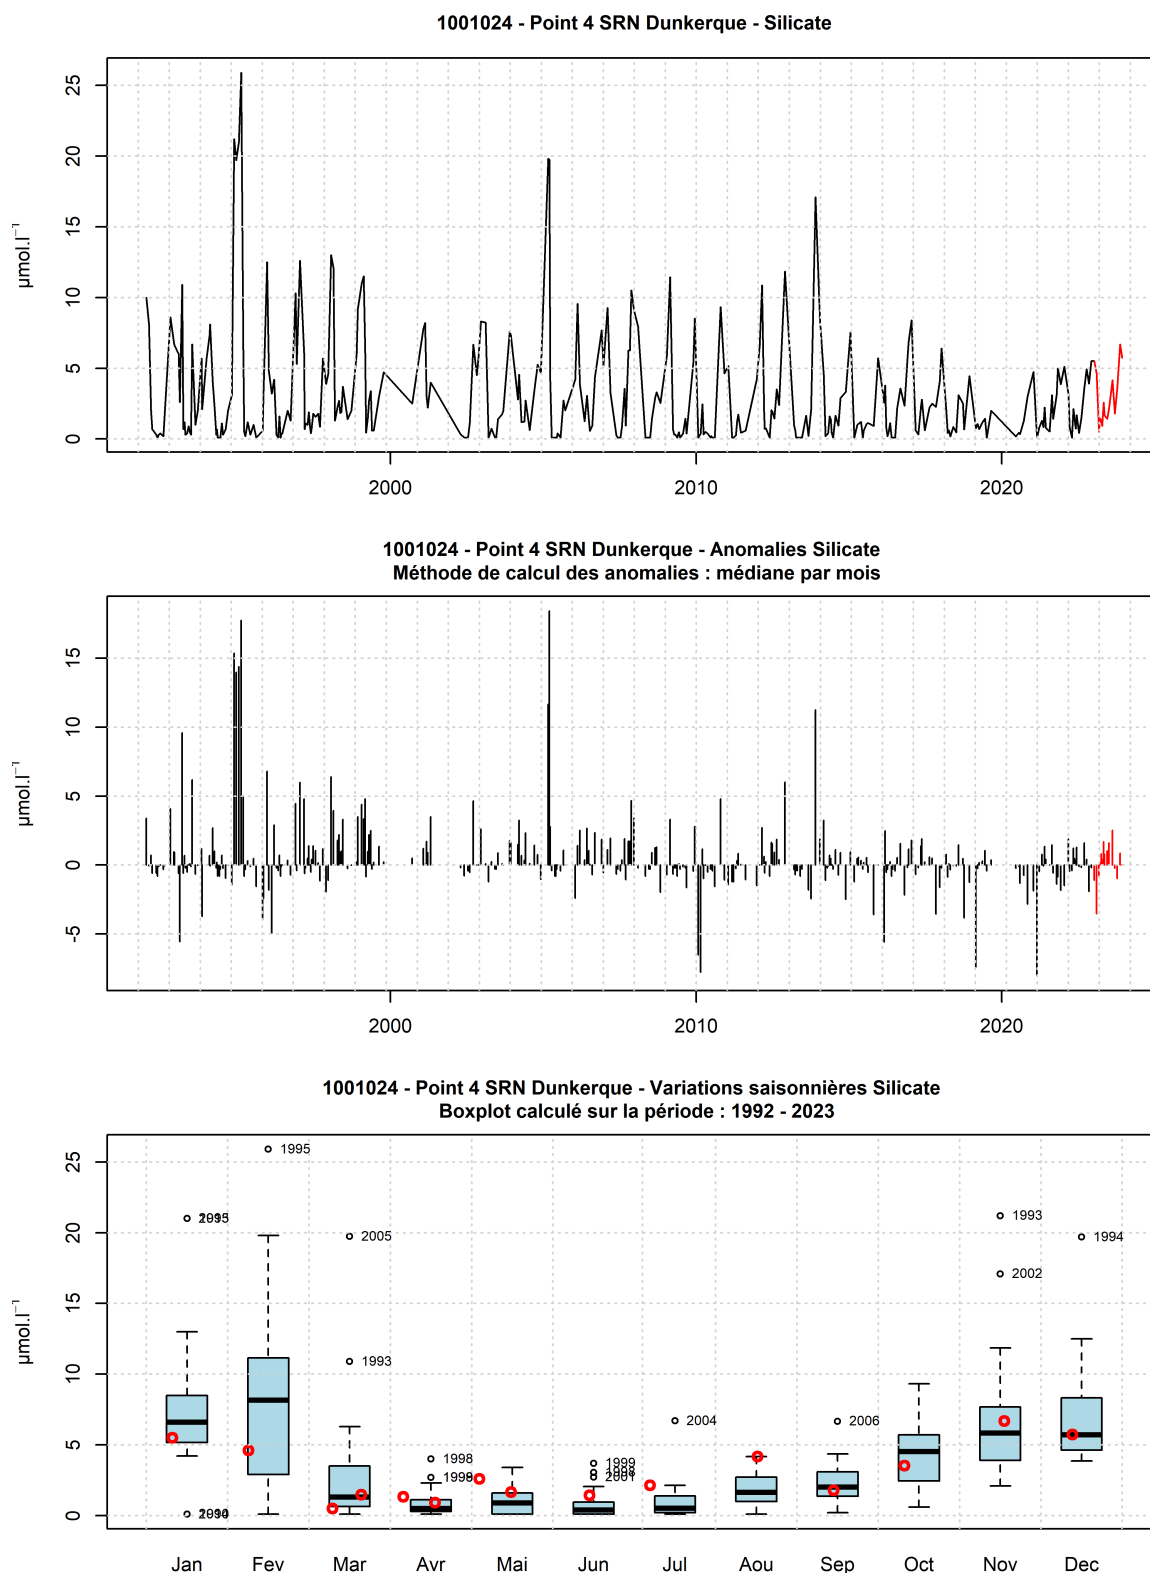 1001024 - Point 4 SRN Dunkerque - Silicate
25
20
15
10
5
0
µmol.l⁻¹
2000 2010 2020
1001024 - Point 4 SRN Dunkerque - Anomalies Silicate
Méthode de calcul des anomalies : médiane par mois
15
10
5
0
-5
µmol.l⁻¹
2000 2010 2020
1001024 - Point 4 SRN Dunkerque - Variations saisonnières Silicate
Boxplot calculé sur la période : 1992 - 2023
25
20
15
10
5
0
µmol.l⁻¹
1995
2005
1993
1998
1999
2004
2006
1993
2002
1994
Jan Fev Mar Avr Mai Jun Jul Aou Sep Oct Nov Dec